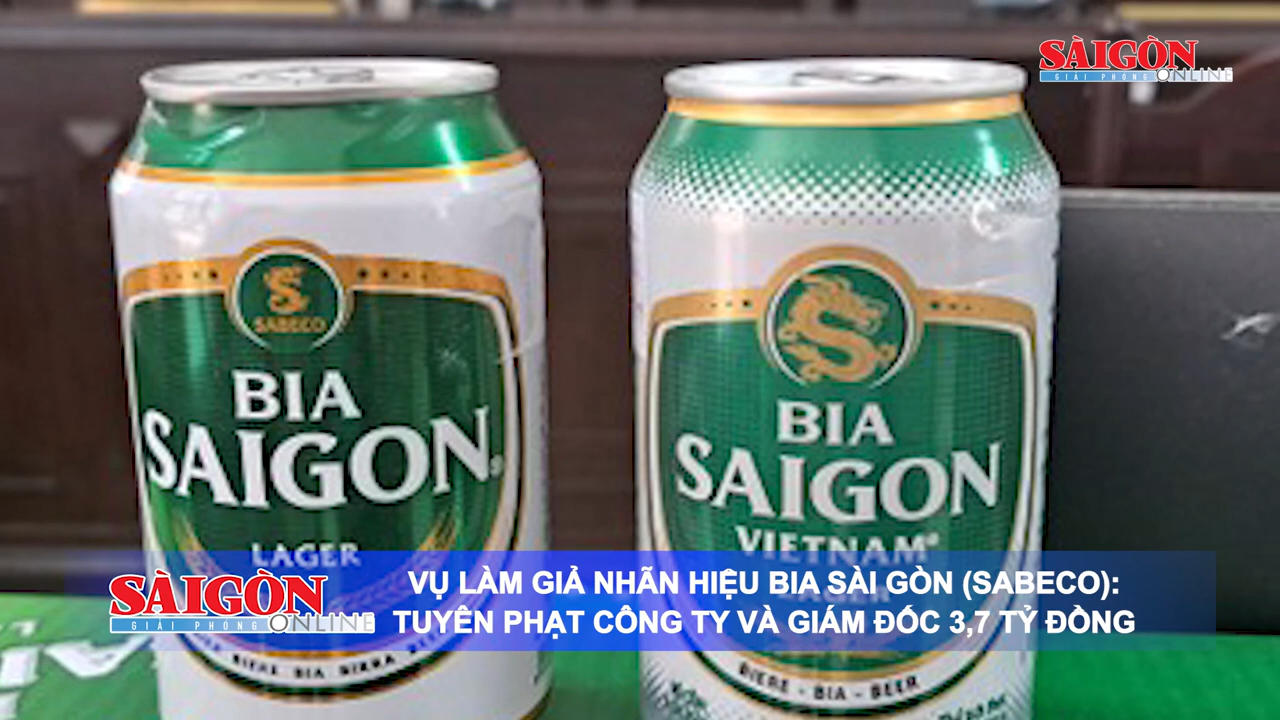 SÀIGÒN
GIẢI PHÓNG ONLINE
SABECO
BIA
SAIGON®
LAGER
BIERE BIA
BIA
SAIGON
VIETNAM®
BIERE - BIA - BEER
SÀIGÒN
GIẢI PHÓNG ONLINE
VỤ LÀM GIẢ NHÃN HIỆU BIA SÀI GÒN (SABECO):
TUYÊN PHẠT CÔNG TY VÀ GIÁM ĐỐC 3,7 TỶ ĐỒNG